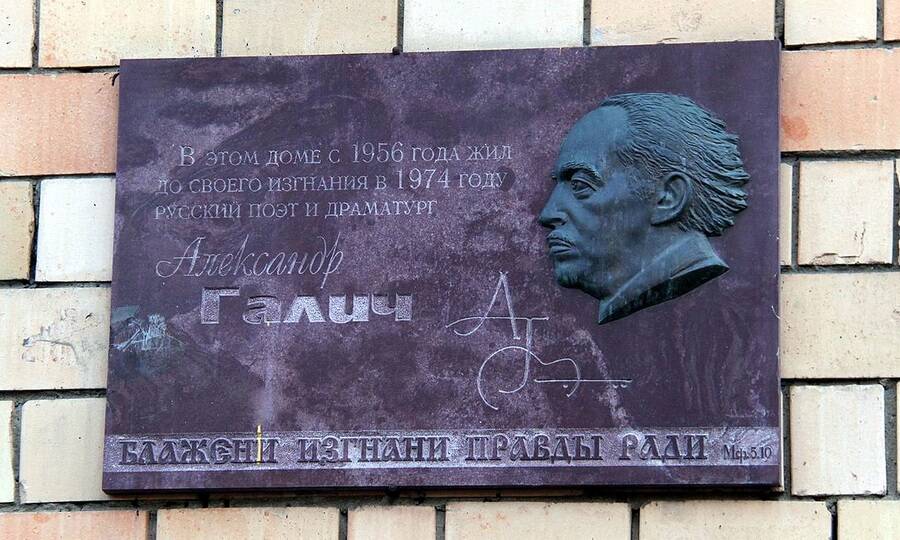 В ЭТОМ ДОМЕ С 1956 ГОДА ЖИЛ
ДО СВОЕГО ИЗГНАНИЯ В 1974 ГОДУ
РУССКИЙ ПОЭТ И ДРАМАТУРГ
Александр
Галич
АГ
БЛАЖЕНИ ИЗГНАНИ ПРАВДЫ РАДИ Мф.5.10